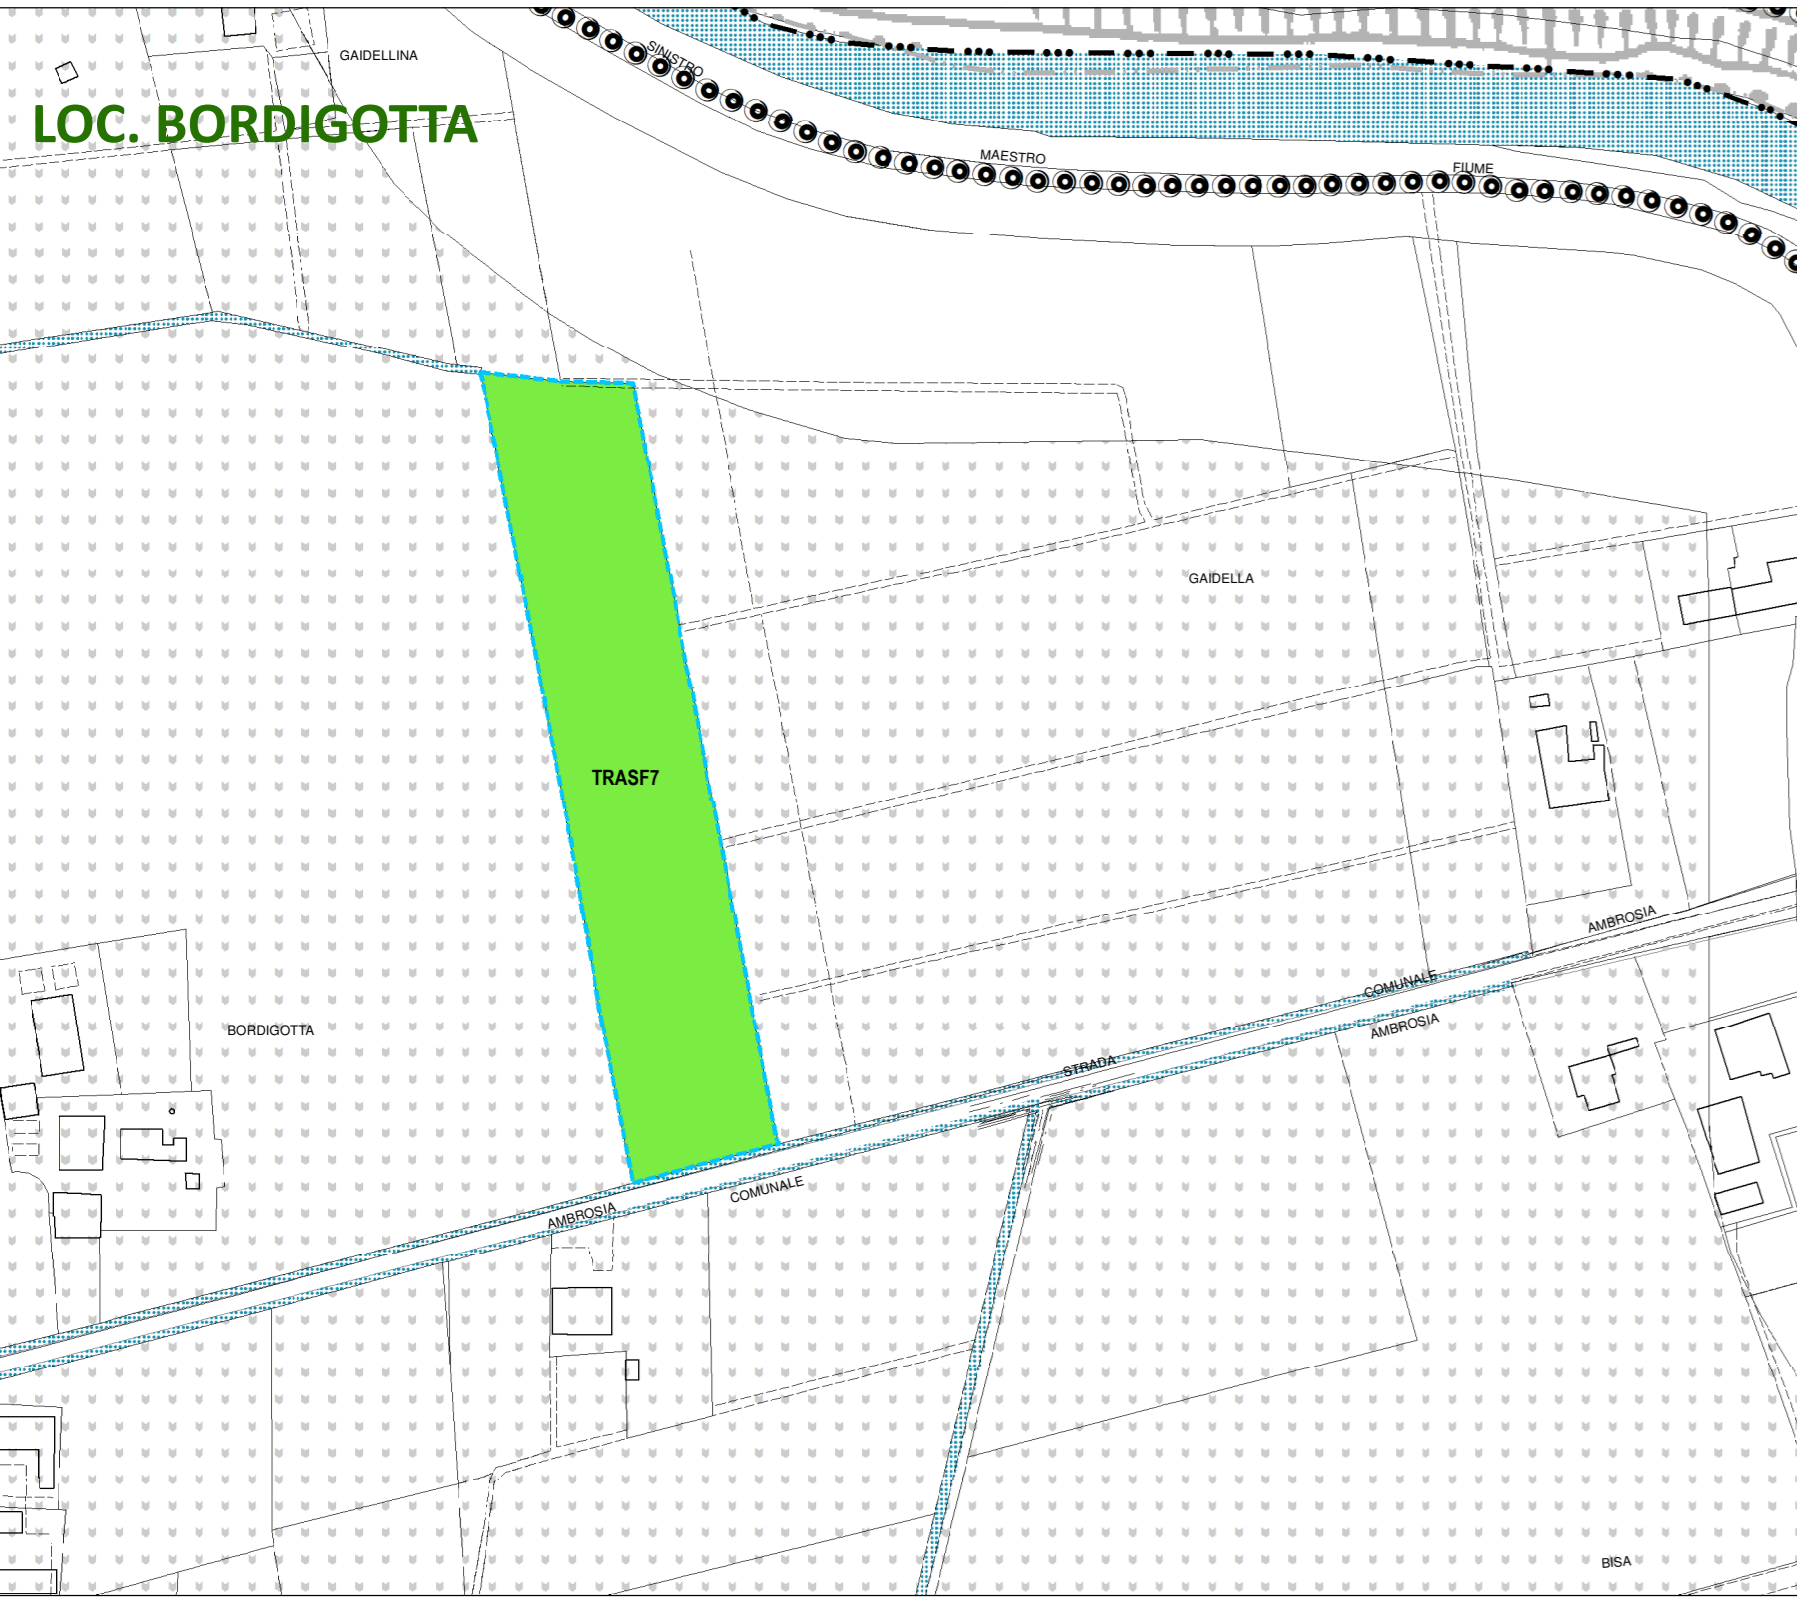 GAIDELLINA
SINISTRO
LOC. BORDIGOTTA
MAESTRO
FIUME
GAIDELLA
TRASF7
AMBROSIA
COMUNALE
AMBROSIA
BORDIGOTTA
STRADA
COMUNALE
AMBROSIA
BISA